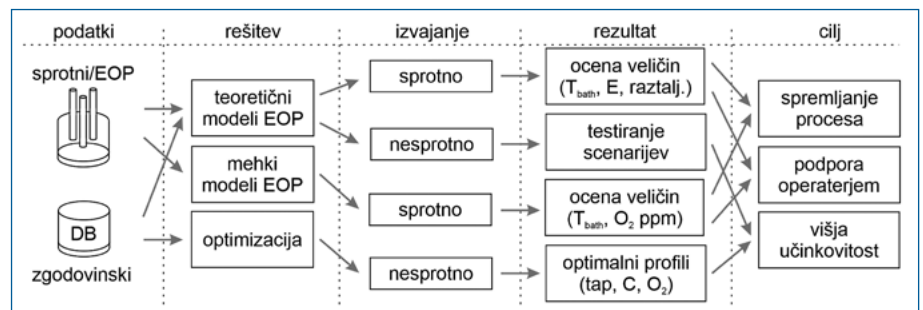 podatki
rešitev
izvajanje
rezultat
cilj
sprotni/EOP
DB
zgodovinski
teoretični
modeli EOP
mehki
modeli EOP
optimizacija
sprotno
nesprotno
sprotno
nesprotno
ocena veličin
(T_bath, E, raztalj.)
testiranje
scenarijev
ocena veličin
(T_bath, O₂ ppm)
optimalni profili
(tap, C, O₂)
spremljanje
procesa
podpora
operaterjem
višja
učinkovitost